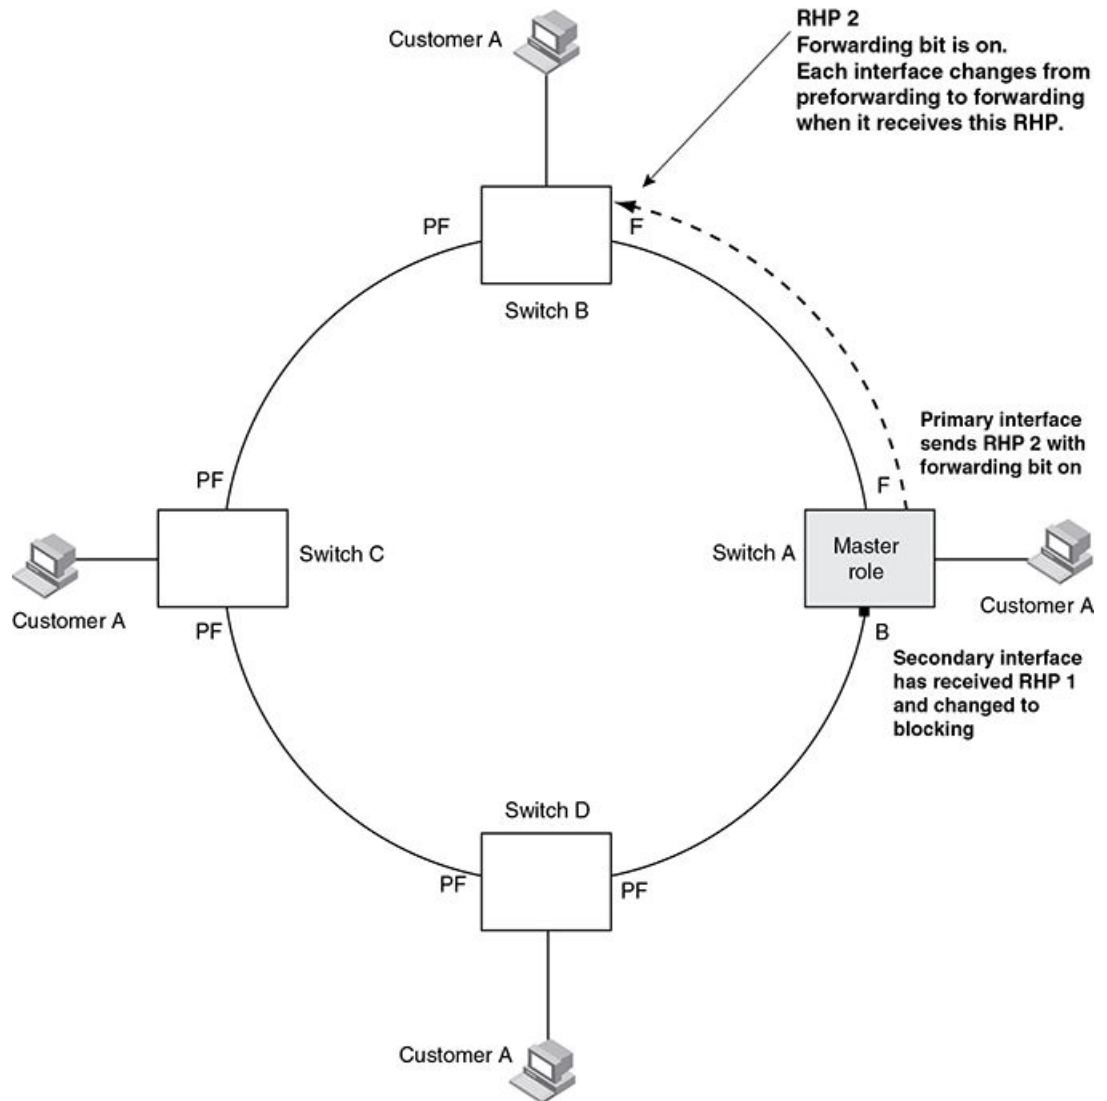 Customer A
RHP 2
Forwarding bit is on.
Each interface changes from
preforwarding to forwarding
when it receives this RHP.
PF
F
Switch B
Primary interface
sends RHP 2 with
forwarding bit on
PF
F
Switch C
Switch A
Master
role
Customer A
Customer A
PF
B
Secondary interface
has received RHP 1
and changed to
blocking
Switch D
PF
PF
Customer A